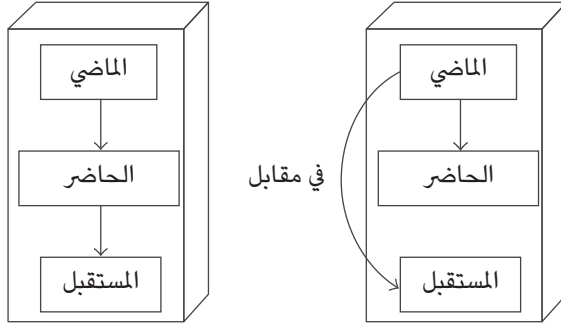 الماضي
الحاضر
المستقبل
في مقابل
الماضي
الحاضر
المستقبل